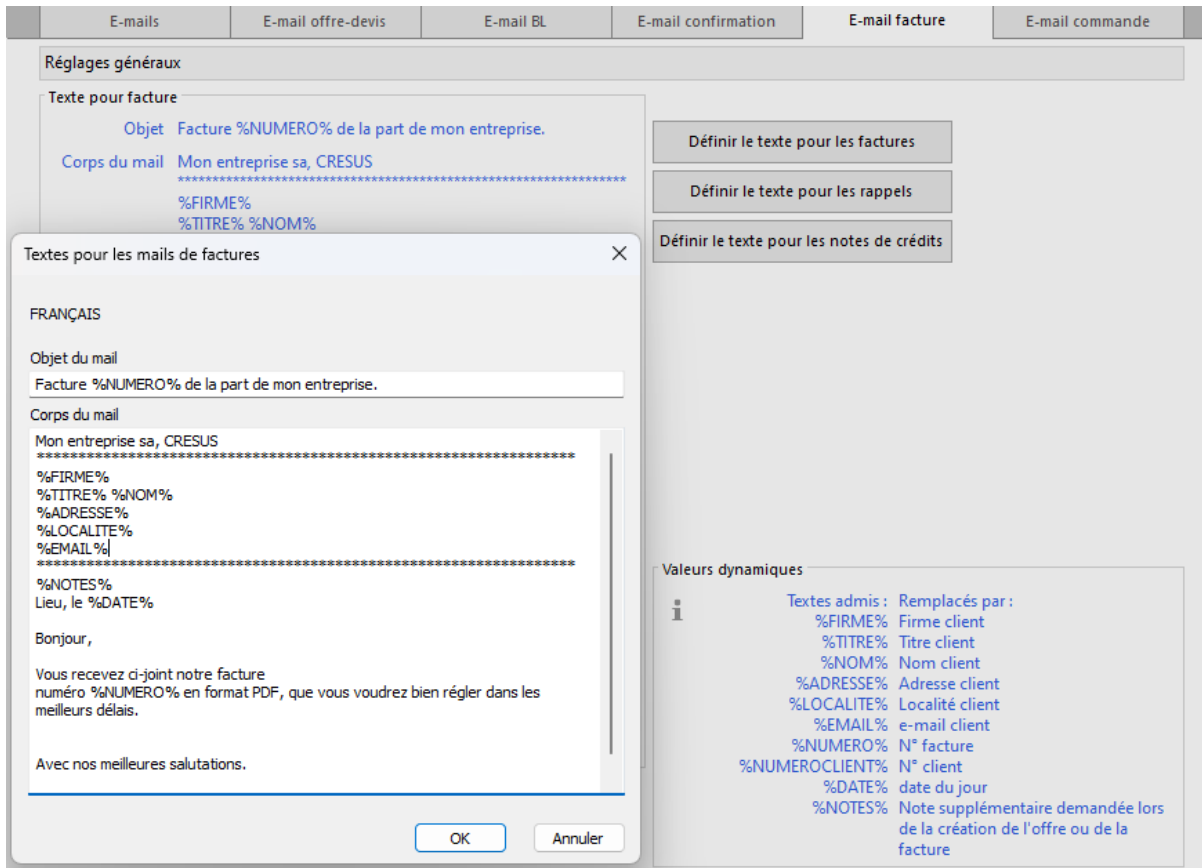 E-mails
E-mail offre-devis
E-mail BL
E-mail confirmation
E-mail facture
E-mail commande
Réglages généraux
Texte pour facture
Objet Facture %NUMERO% de la part de mon entreprise.
Corps du mail Mon entreprise sa, CRESUS
*****************************************************************
%FIRME%
%TITRE% %NOM%
Définir le texte pour les factures
Définir le texte pour les rappels
Définir le texte pour les notes de crédits
Textes pour les mails de factures
FRANÇAIS
Objet du mail
Facture %NUMERO% de la part de mon entreprise.
Corps du mail
Mon entreprise sa, CRESUS
*****************************************************************
%FIRME%
%TITRE% %NOM%
%ADRESSE%
%LOCALITE%
%EMAIL%
*****************************************************************
%NOTES%
Lieu, le %DATE%
Bonjour,
Vous recevez ci-joint notre facture
numéro %NUMERO% en format PDF, que vous voudrez bien régler dans les
meilleurs délais.
Avec nos meilleures salutations.
OK
Annuler
Valeurs dynamiques
Textes admis : Remplacés par :
%FIRME% Firme client
%TITRE% Titre client
%NOM% Nom client
%ADRESSE% Adresse client
%LOCALITE% Localité client
%EMAIL% e-mail client
%NUMERO% N° facture
%NUMEROCLIENT% N° client
%DATE% date du jour
%NOTES% Note supplémentaire demandée lors
de la création de l'offre ou de la
facture